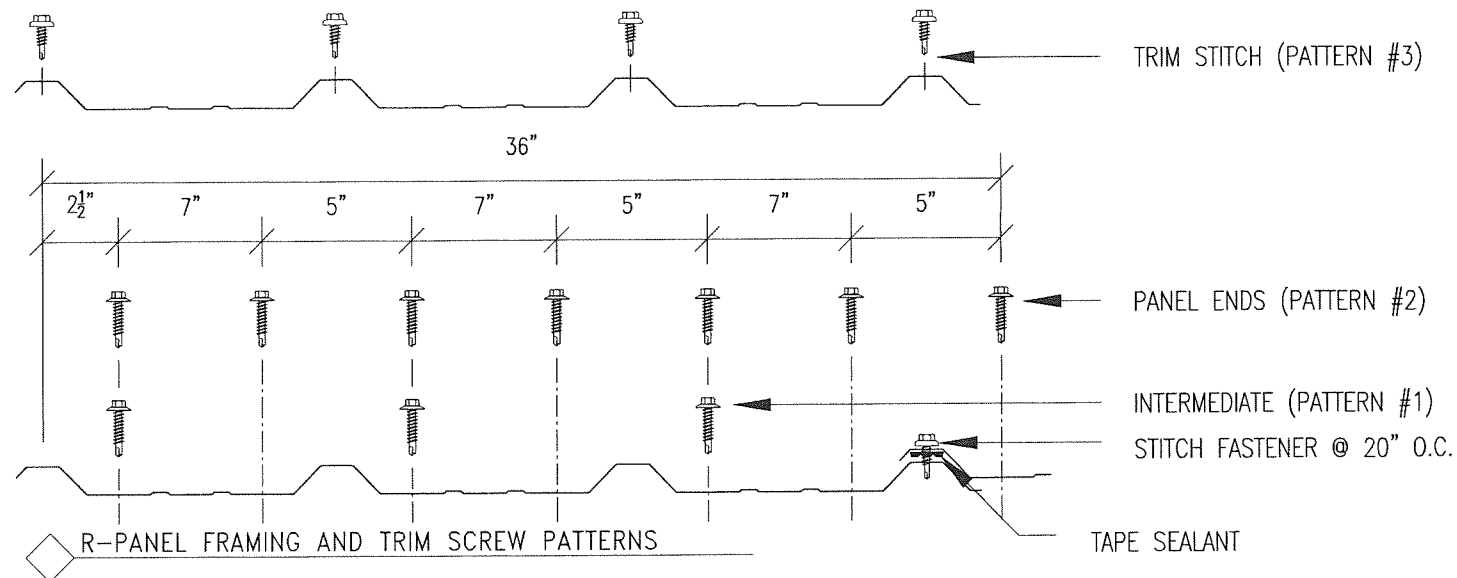 TRIM STITCH (PATTERN #3)
36"
2½" 7" 5" 7" 5" 7" 5"
PANEL ENDS (PATTERN #2)
INTERMEDIATE (PATTERN #1)
STITCH FASTENER @ 20" O.C.
TAPE SEALANT
R-PANEL FRAMING AND TRIM SCREW PATTERNS